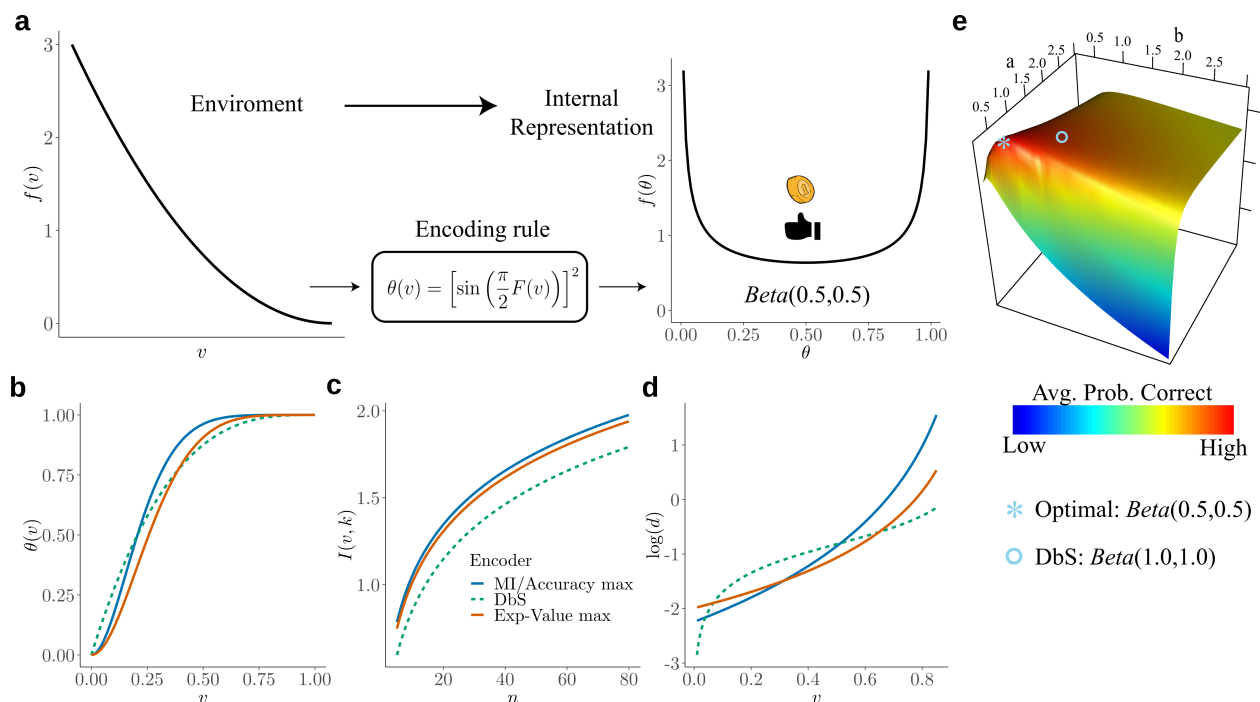 a
3
2
1
0
f(v)
v
Enviroment
Internal
Representation
Encoding rule
θ(v) = [sin (π/2 F(v))]²
3
2
1
0
f(θ)
Beta(0.5,0.5)
0.00 0.25 0.50 0.75 1.00
θ
e
a
0.5 1.0 1.5 2.0 2.5
b
0.5 1.0 1.5 2.0 2.5
Avg. Prob. Correct
Low High
Optimal: Beta(0.5,0.5)
DbS: Beta(1.0,1.0)
b
1.00
0.75
0.50
0.25
0.00
θ(v)
0.00 0.25 0.50 0.75 1.00
v
c
2.0
1.5
1.0
I(v, k)
Encoder
MI/Accuracy max
DbS
Exp-Value max
20 40 60 80
n
d
1
0
-1
-2
-3
log(d)
0.0 0.2 0.4 0.6 0.8
v